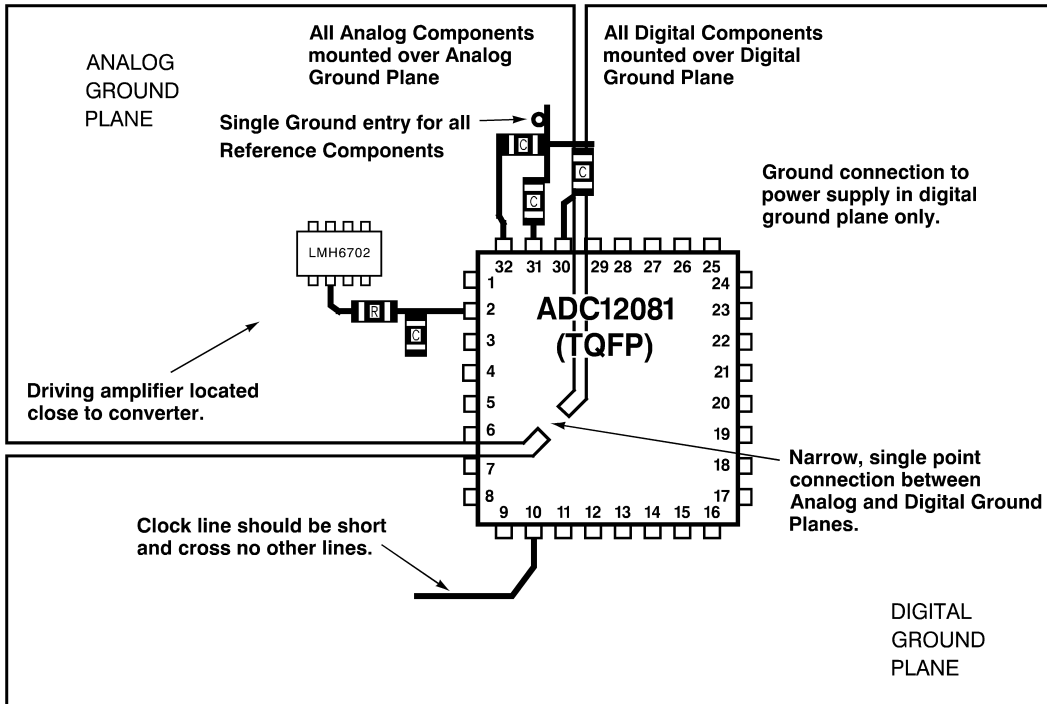 ANALOG
GROUND
PLANE
All Analog Components
mounted over Analog
Ground Plane
All Digital Components
mounted over Digital
Ground Plane
Single Ground entry for all
Reference Components
C
C
C
Ground connection to
power supply in digital
ground plane only.
LMH6702
R
C
32 31 30 29 28 27 26 25
1
2
3
4
5
6
7
8
24
23
22
21
20
19
18
17
ADC12081
(TQFP)
9 10 11 12 13 14 15 16
Driving amplifier located
close to converter.
Narrow, single point
connection between
Analog and Digital Ground
Planes.
Clock line should be short
and cross no other lines.
DIGITAL
GROUND
PLANE